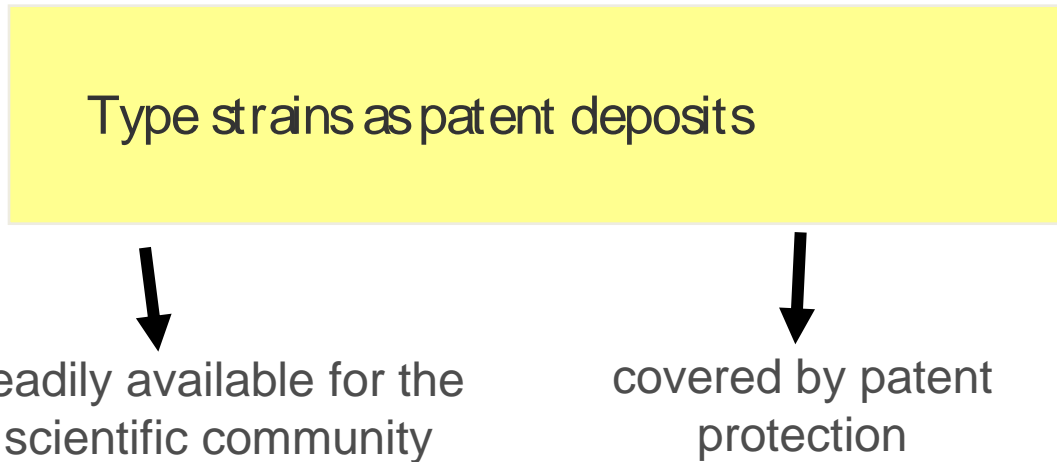 Type strains as patent deposits
eadily available for the
scientific community
covered by patent
protection